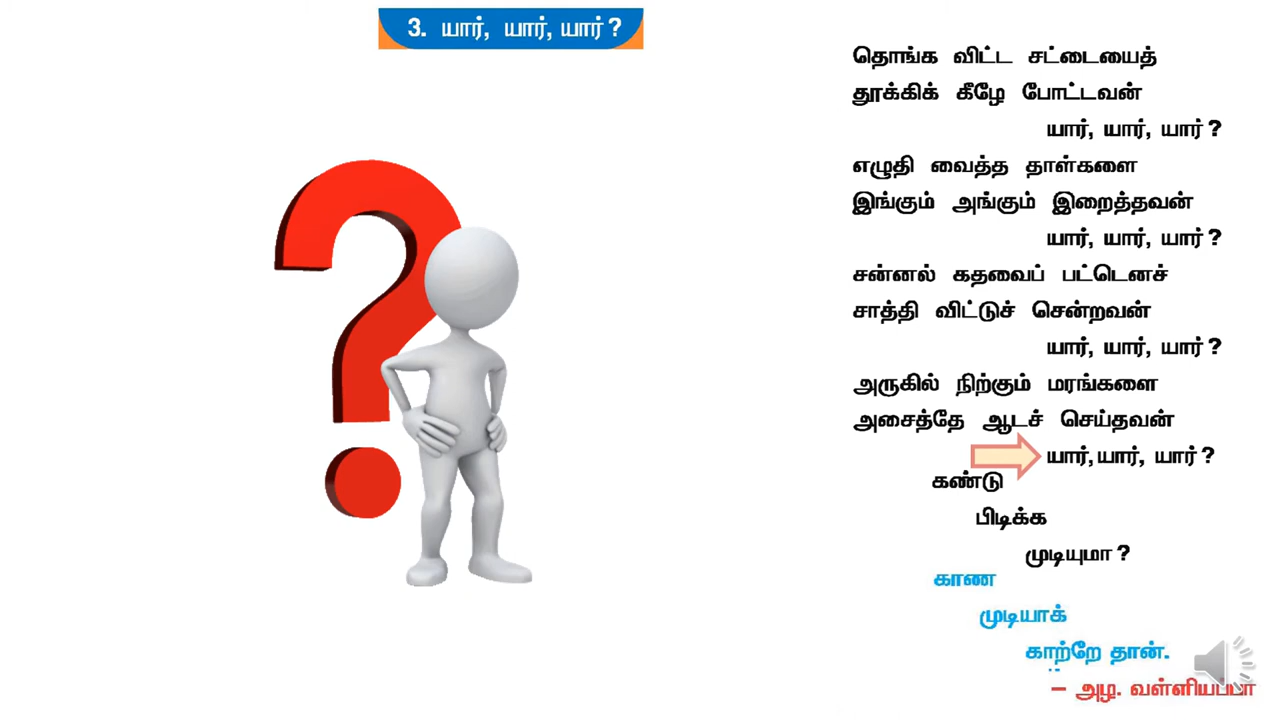 3. யார், யார், யார் ?
தொங்க விட்ட சட்டையைத்
தூக்கிக் கீழே போட்டவன்
யார், யார், யார் ?
எழுதி வைத்த தாள்களை
இங்கும் அங்கும் இறைத்தவன்
யார், யார், யார் ?
சன்னல் கதவைப் பட்டெனச்
சாத்தி விட்டுச் சென்றவன்
யார், யார், யார் ?
அருகில் நிற்கும் மரங்களை
அசைத்தே ஆடச் செய்தவன்
யார், யார், யார் ?
கண்டு
பிடிக்க
முடியுமா ?
காண
முடியாக்
காற்றே தான்.
– அழ. வள்ளியப்பா